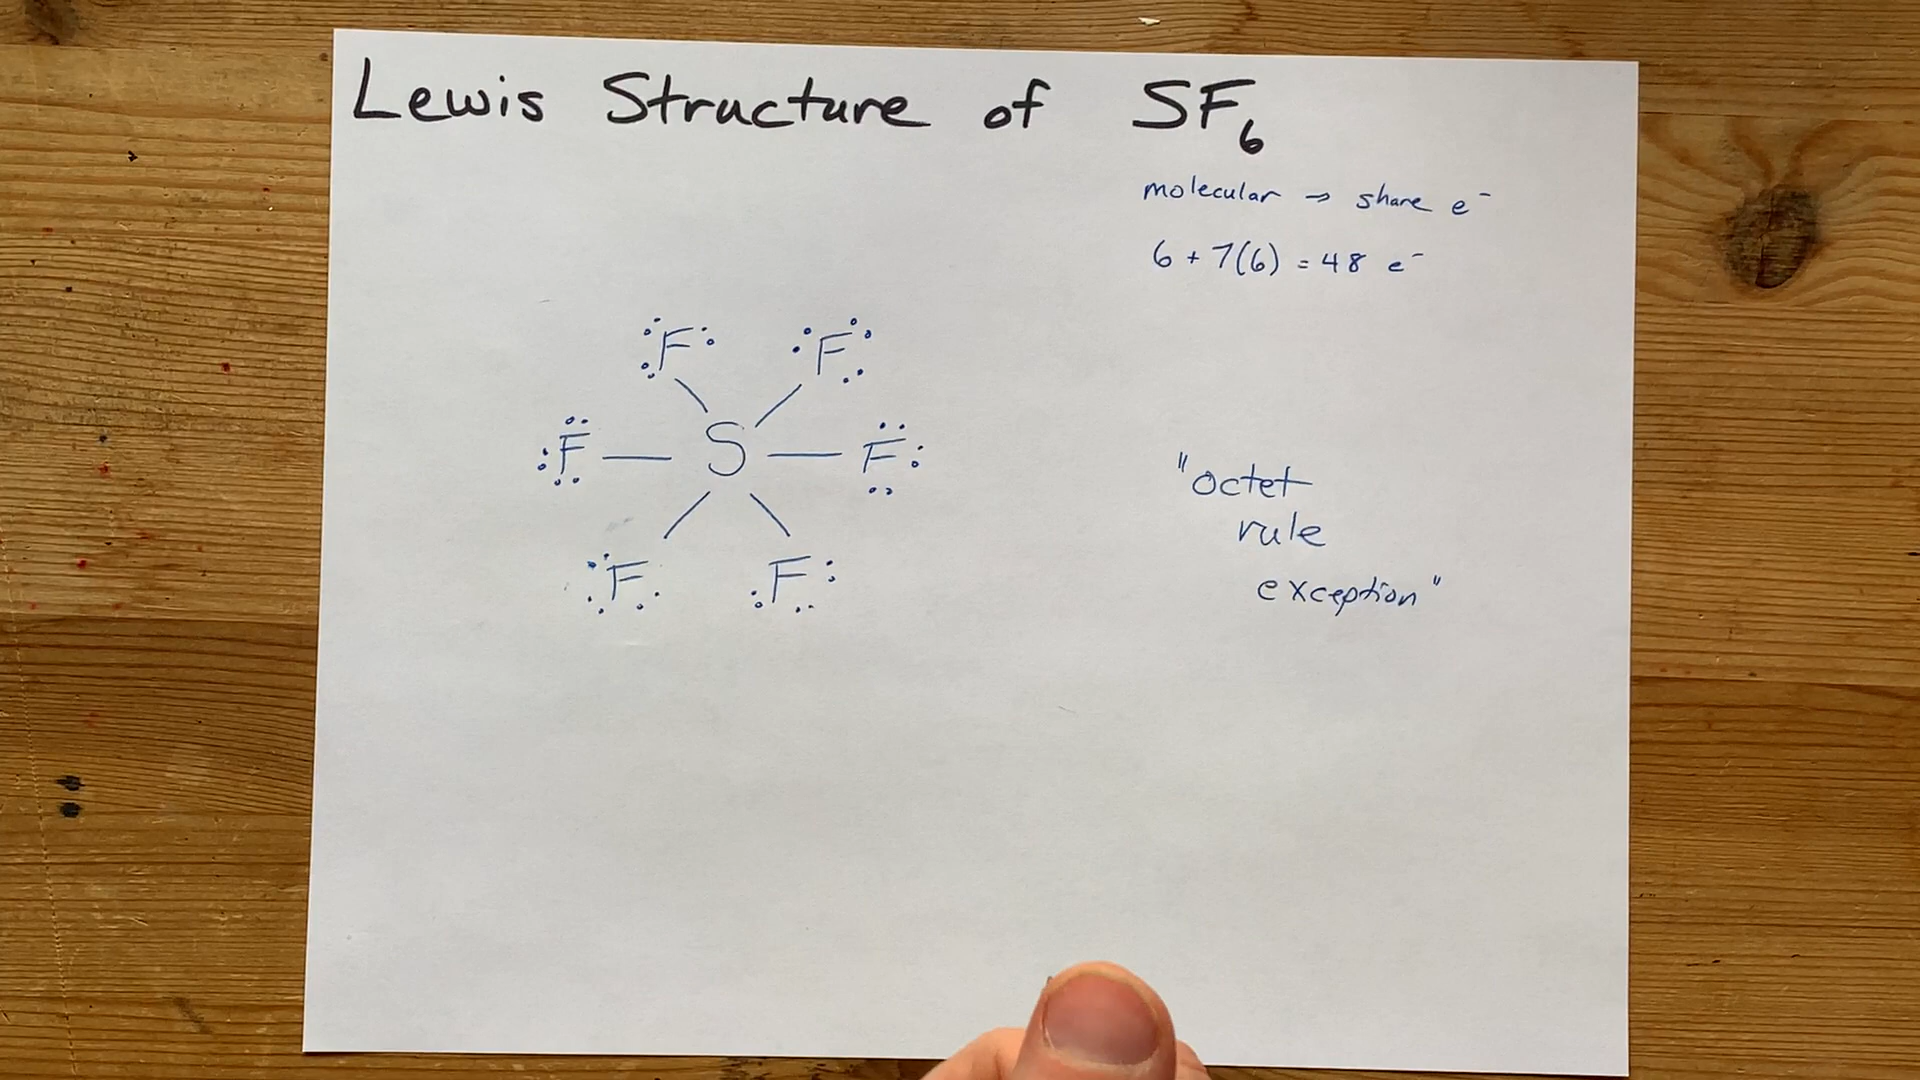 Lewis Structure of SF₆
molecular → share e⁻
6 + 7(6) = 48 e⁻
F F
F S F
F F
"octet
rule
exception"